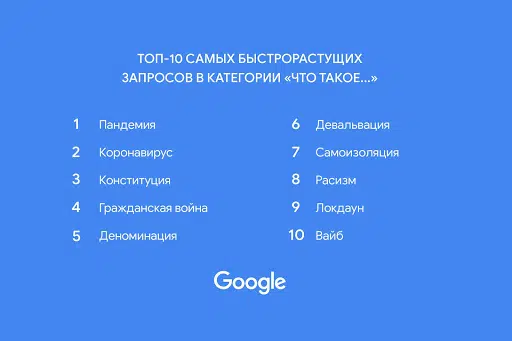 ТОП-10 САМЫХ БЫСТРОРАСТУЩИХ
ЗАПРОСОВ В КАТЕГОРИИ «ЧТО ТАКОЕ...»
1 Пандемия
2 Коронавирус
3 Конституция
4 Гражданская война
5 Деноминация
6 Девальвация
7 Самоизоляция
8 Расизм
9 Локдаун
10 Вайб
Google